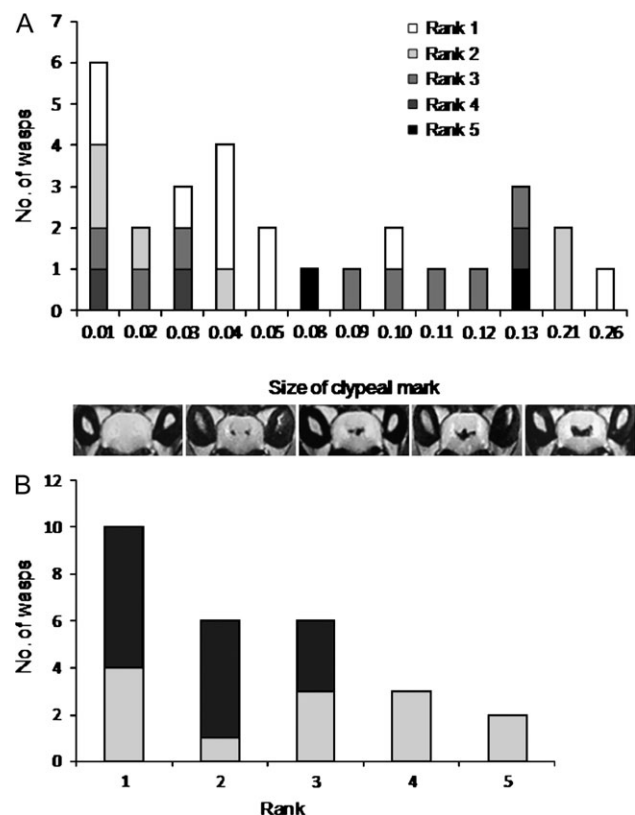 A
No. of wasps
7
6
5
4
3
2
1
0
Rank 1
Rank 2
Rank 3
Rank 4
Rank 5
0.01 0.02 0.03 0.04 0.05 0.08 0.09 0.10 0.11 0.12 0.13 0.21 0.26
Size of clypeal mark
B
No. of wasps
12
10
8
6
4
2
0
1 2 3 4 5
Rank